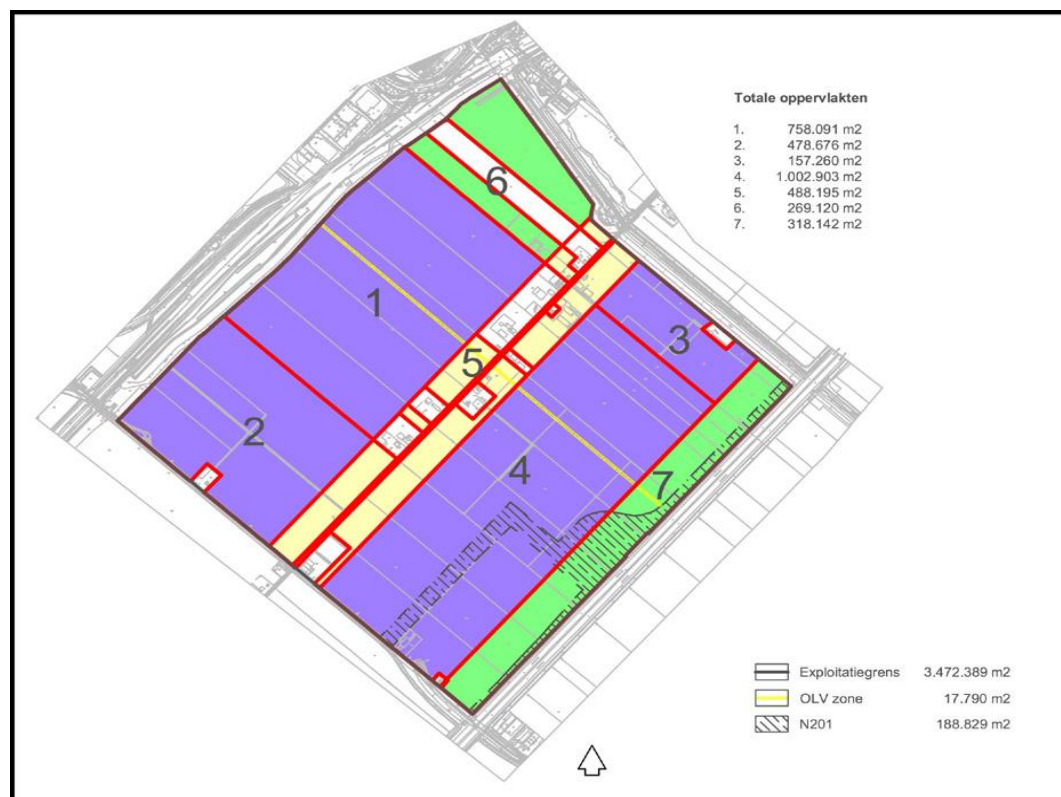 Totale oppervlakten
1. 758.091 m2
2. 478.676 m2
3. 157.260 m2
4. 1.002.903 m2
5. 488.195 m2
6. 269.120 m2
7. 318.142 m2
6
1
3
5
2
4
7
Exploitatiegrens 3.472.389 m2
OLV zone 17.790 m2
N201 188.829 m2